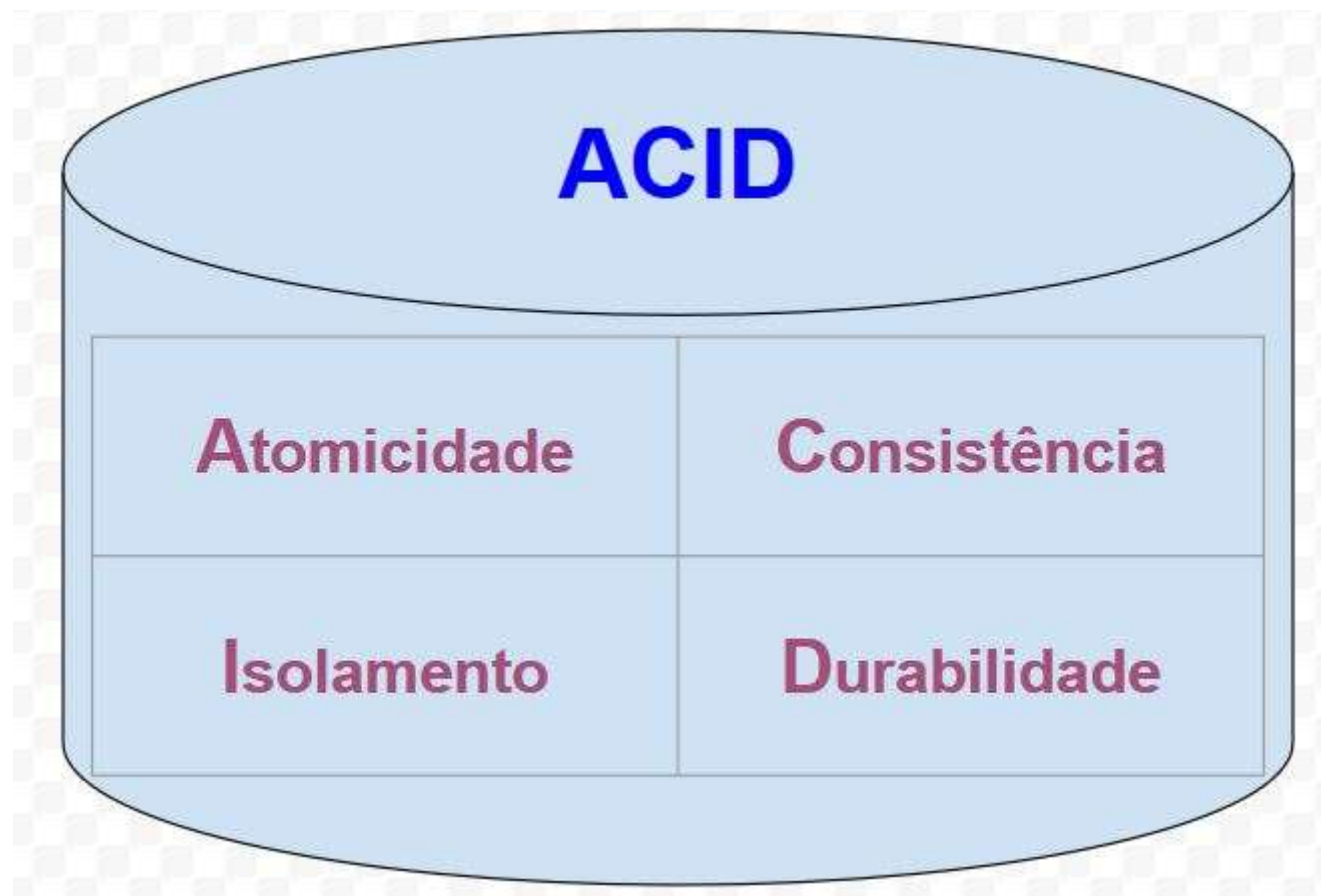 ACID
Atomicidade
Consistência
Isolamento
Durabilidade